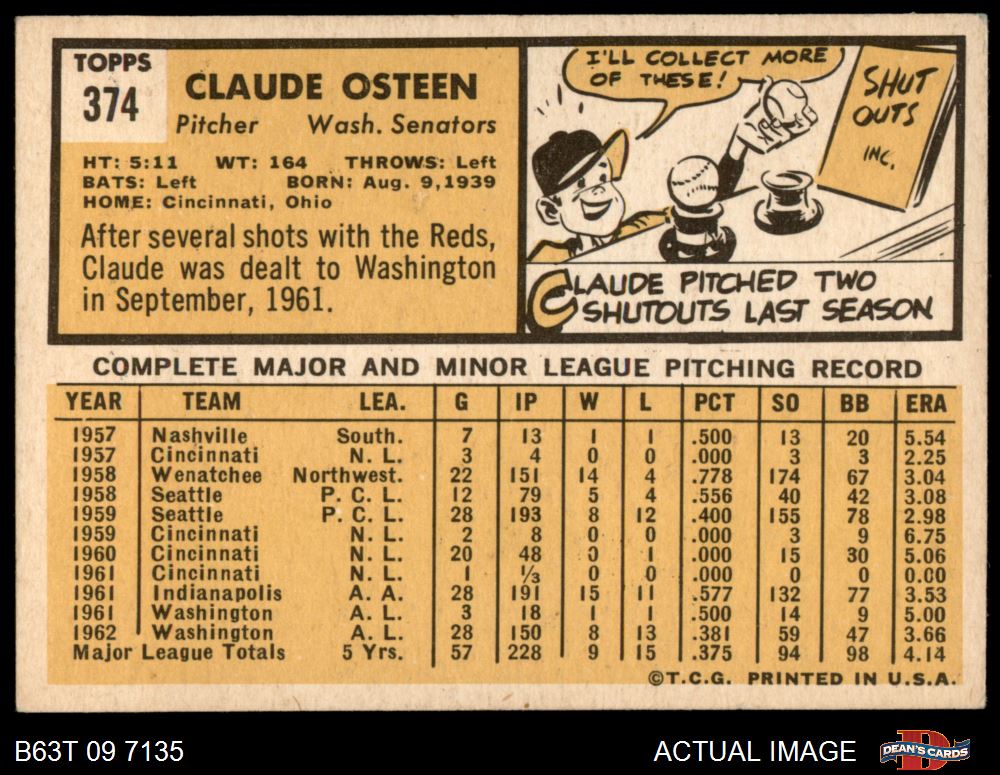 TOPPS
374
CLAUDE OSTEEN
Pitcher Wash. Senators
HT: 5:11 WT: 164 THROWS: Left
BATS: Left BORN: Aug. 9, 1939
HOME: Cincinnati, Ohio
After several shots with the Reds,
Claude was dealt to Washington
in September, 1961.
I'LL COLLECT MORE
OF THESE!
SHUT
OUTS
INC.
CLAUDE PITCHED TWO
SHUTOUTS LAST SEASON
COMPLETE MAJOR AND MINOR LEAGUE PITCHING RECORD
YEAR TEAM LEA. G IP W L PCT SO BB ERA
1957 Nashville South. 7 13 1 1 .500 13 20 5.54
1957 Cincinnati N. L. 3 4 0 0 .000 3 3 2.25
1958 Wenatchee Northwest. 22 151 14 4 .778 174 67 3.04
1958 Seattle P. C. L. 12 79 5 4 .556 40 42 3.08
1959 Seattle P. C. L. 28 193 8 12 .400 155 78 2.98
1959 Cincinnati N. L. 2 8 0 0 .000 3 9 6.75
1960 Cincinnati N. L. 20 48 0 1 .000 15 30 5.06
1961 Cincinnati N. L. 1 ⅓ 0 0 .000 0 0 0.00
1961 Indianapolis A. A. 28 191 15 11 .577 132 77 3.53
1961 Washington A. L. 3 18 1 1 .500 14 9 5.00
1962 Washington A. L. 28 150 8 13 .381 59 47 3.66
Major League Totals 5 Yrs. 57 228 9 15 .375 94 98 4.14
©T.C.G. PRINTED IN U.S.A.
B63T 09 7135 ACTUAL IMAGE DEAN'S CARDS